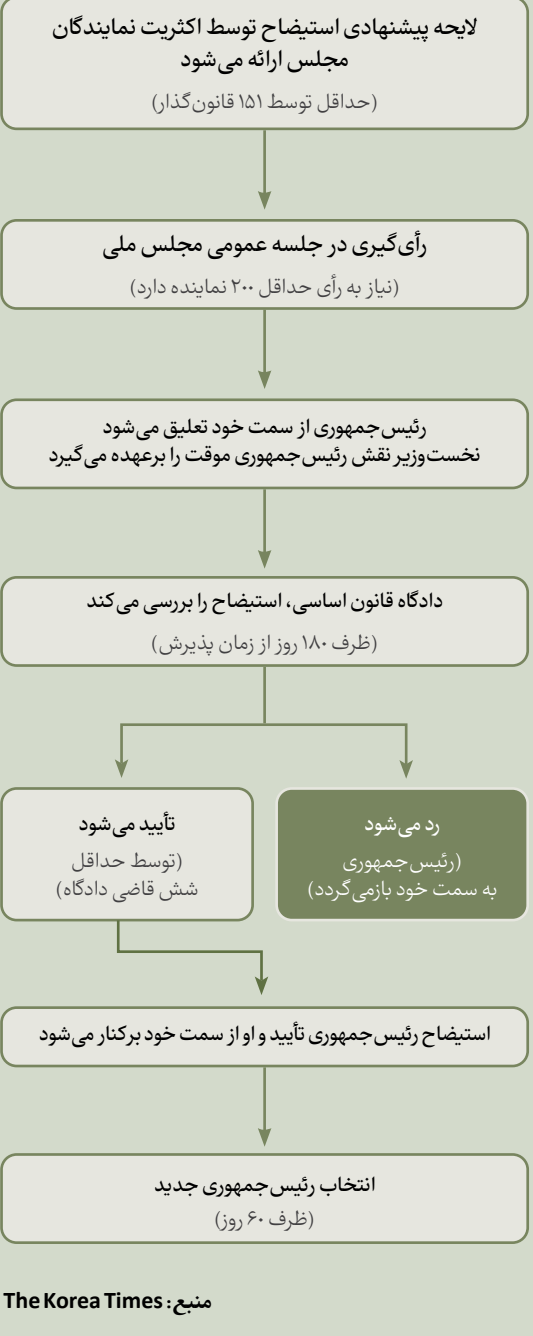 لایحه پیشنهادی استیضاح توسط اکثریت نمایندگان
مجلس ارائه می‌شود
(حداقل توسط ۱۵۱ قانون‌گذار)
رأی‌گیری در جلسه عمومی مجلس ملی
(نیاز به رأی حداقل ۲۰۰ نماینده دارد)
رئیس‌جمهوری از سمت خود تعلیق می‌شود
نخست‌وزیر نقش رئیس‌جمهوری موقت را برعهده می‌گیرد
دادگاه قانون اساسی، استیضاح را بررسی می‌کند
(ظرف ۱۸۰ روز از زمان پذیرش)
رد می‌شود
(رئیس‌جمهوری
به سمت خود بازمی‌گردد)
تأیید می‌شود
(توسط حداقل
شش قاضی دادگاه)
استیضاح رئیس‌جمهوری تأیید و او از سمت خود برکنار می‌شود
انتخاب رئیس‌جمهوری جدید
(ظرف ۶۰ روز)
منبع: The Korea Times